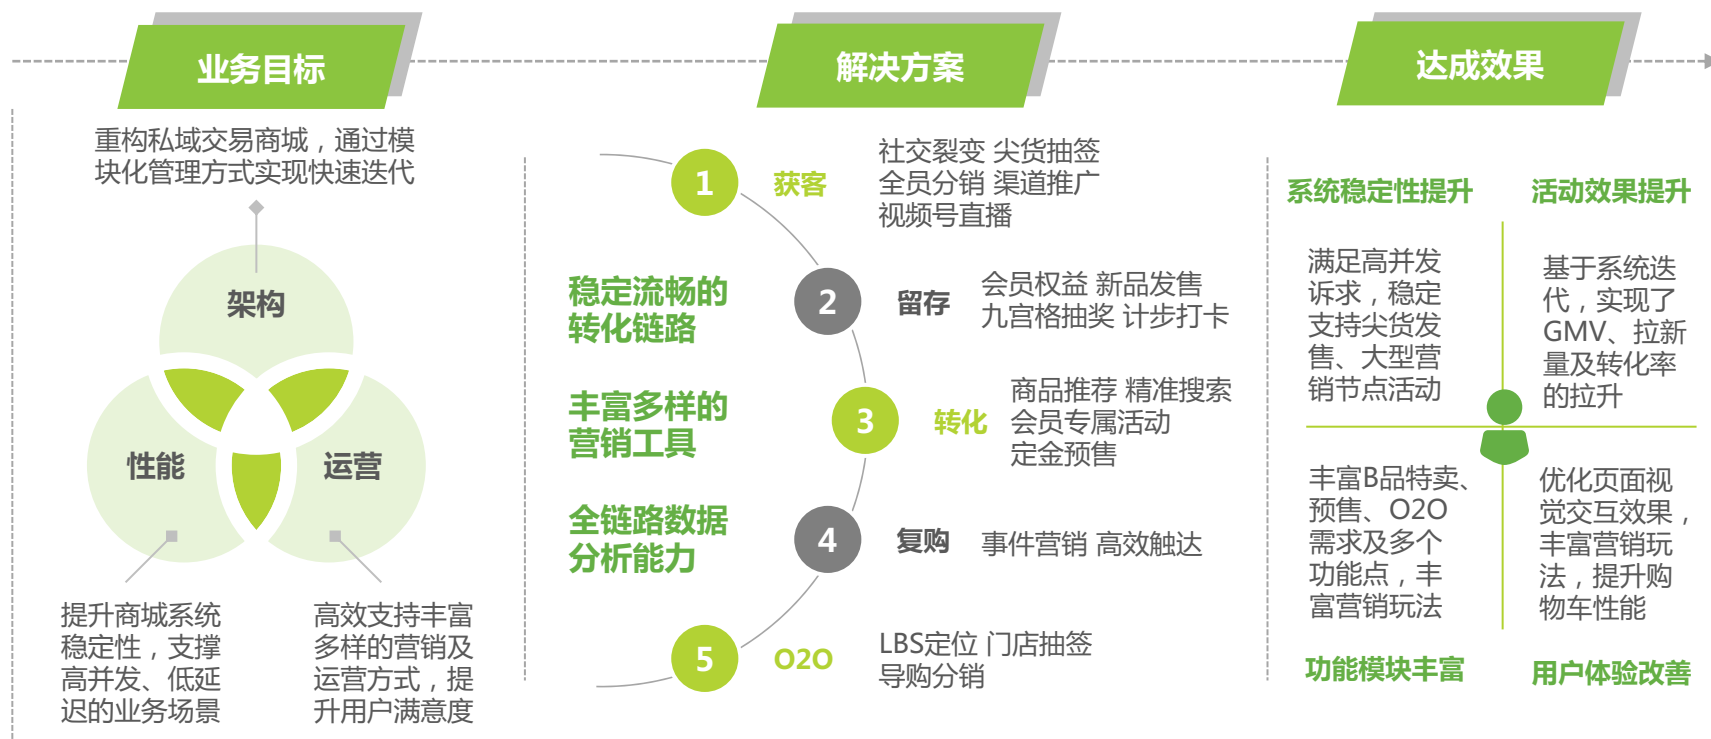 业务目标
重构私域交易商城，通过模
块化管理方式实现快速迭代
架构
性能
运营
提升商城系统
稳定性，支撑
高并发、低延
迟的业务场景
高效支持丰富
多样的营销及
运营方式，提
升用户满意度
解决方案
稳定流畅的
转化链路
丰富多样的
营销工具
全链路数据
分析能力
1
获客
社交裂变 尖货抽签
全员分销 渠道推广
视频号直播
2
留存
会员权益 新品发售
九宫格抽奖 计步打卡
3
转化
商品推荐 精准搜索
会员专属活动
定金预售
4
复购
事件营销 高效触达
5
O2O
LBS定位 门店抽签
导购分销
达成效果
系统稳定性提升
满足高并发
诉求，稳定
支持尖货发
售、大型营
销节点活动
活动效果提升
基于系统迭
代，实现了
GMV、拉新
量及转化率
的拉升
丰富B品特卖、
预售、O2O
需求及多个
功能点，丰
富营销玩法
功能模块丰富
优化页面视
觉交互效果，
丰富营销玩
法，提升购
物车性能
用户体验改善